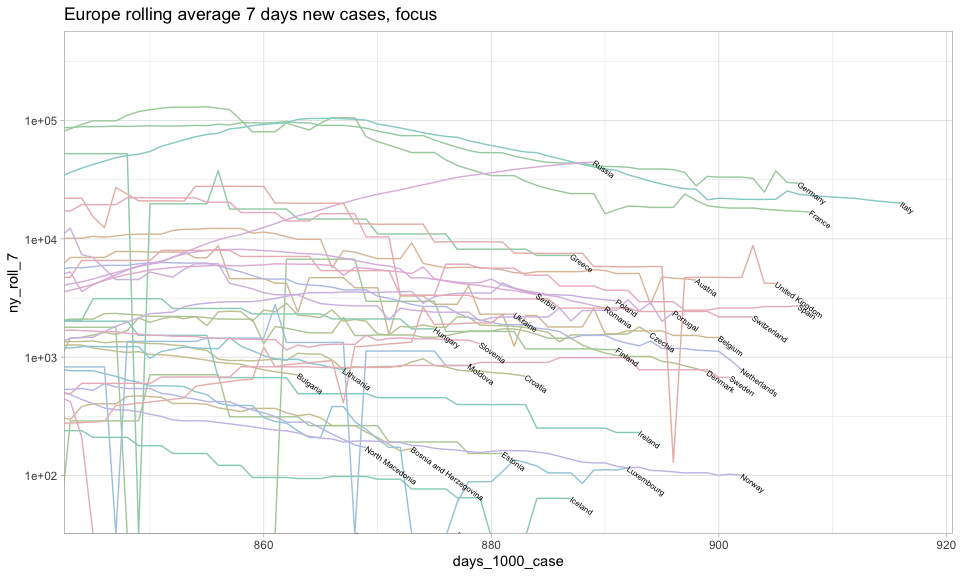 Europe rolling average 7 days new cases, focus
ny_roll_7
1e+05
1e+04
1e+03
1e+02
Russia
Germany
Italy
France
Greece
Austria
United Kingdom
Spain
Serbia
Poland
Romania
Portugal
Switzerland
Ukraine
Hungary
Slovenia
Czechia
Belgium
Finland
Netherlands
Bulgaria
Lithuania
Moldova
Croatia
Denmark
Sweden
Ireland
North Macedonia
Bosnia and Herzegovina
Estonia
Luxembourg
Norway
Iceland
860
880
900
920
days_1000_case